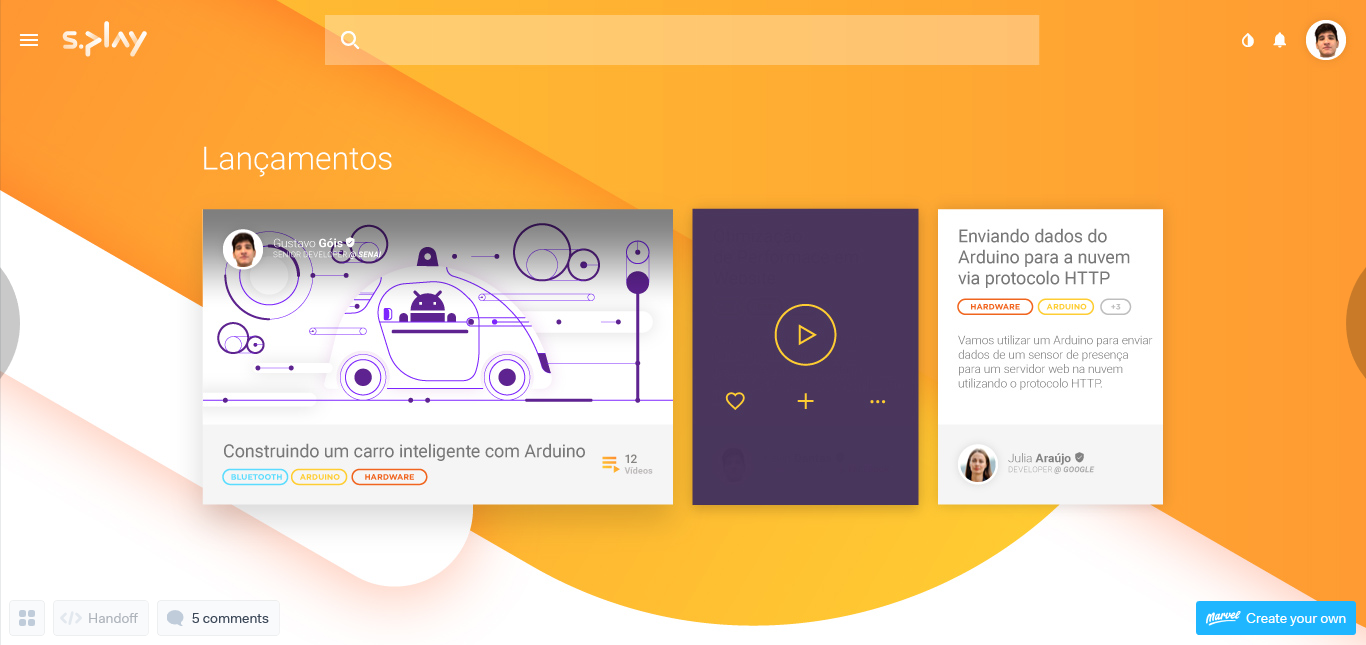 s.play
Lançamentos
Gustavo Góis
SENIOR DEVELOPER @ SENAI
Construindo um carro inteligente com Arduino
BLUETOOTH ARDUINO HARDWARE
12
Vídeos
Enviando dados do
Arduino para a nuvem
via protocolo HTTP
HARDWARE ARDUINO +3
Vamos utilizar um Arduino para enviar
dados de um sensor de presença
para um servidor web na nuvem
utilizando o protocolo HTTP.
Julia Araújo
DEVELOPER @ GOOGLE
Handoff
5 comments
Marvel Create your own